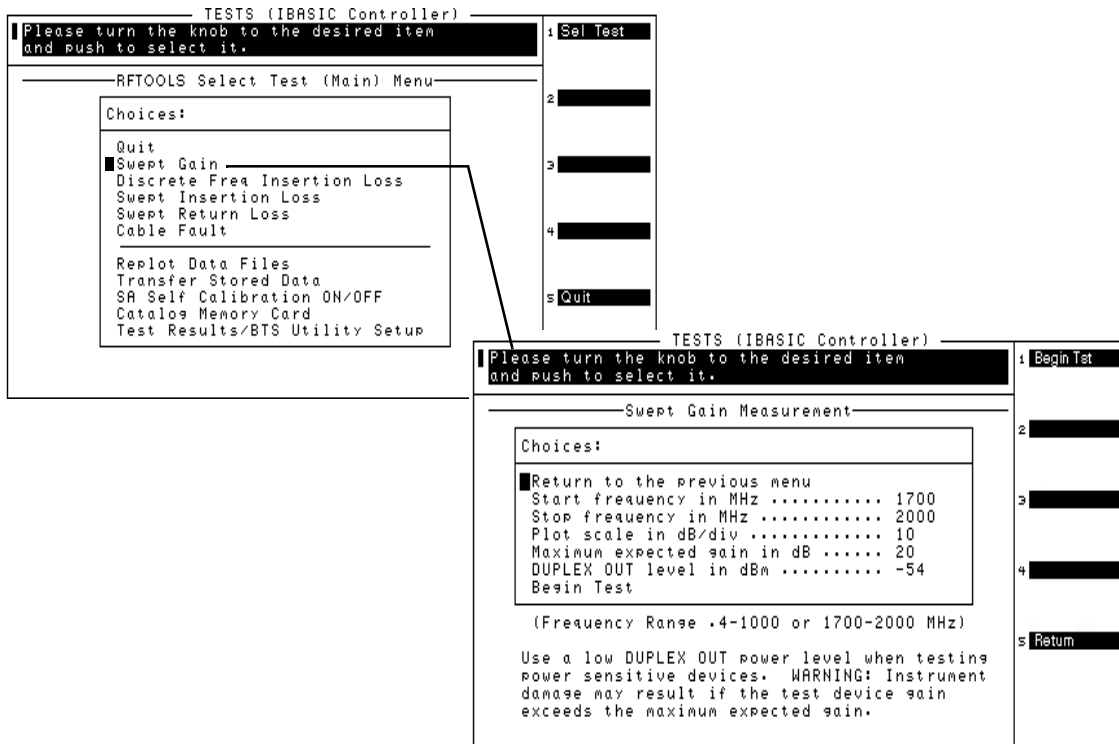 TESTS (IBASIC Controller)
Please turn the knob to the desired item
and push to select it.
RFTOOLS Select Test (Main) Menu
Choices:
Quit
Swept Gain
Discrete Freq Insertion Loss
Swept Insertion Loss
Swept Return Loss
Cable Fault
Replot Data Files
Transfer Stored Data
SA Self Calibration ON/OFF
Catalog Memory Card
Test Results/BTS Utility Setup
1 Sel Test
2
3
4
5 Quit
TESTS (IBASIC Controller)
Please turn the knob to the desired item
and push to select it.
Swept Gain Measurement
Choices:
Return to the previous menu
Start frequency in MHz ........... 1700
Stop frequency in MHz ............ 2000
Plot scale in dB/div ............. 10
Maximum expected gain in dB ...... 20
DUPLEX OUT level in dBm .......... -54
Begin Test
(Frequency Range .4-1000 or 1700-2000 MHz)
Use a low DUPLEX OUT power level when testing
power sensitive devices. WARNING: Instrument
damage may result if the test device gain
exceeds the maximum expected gain.
1 Begin Tst
2
3
4
5 Return